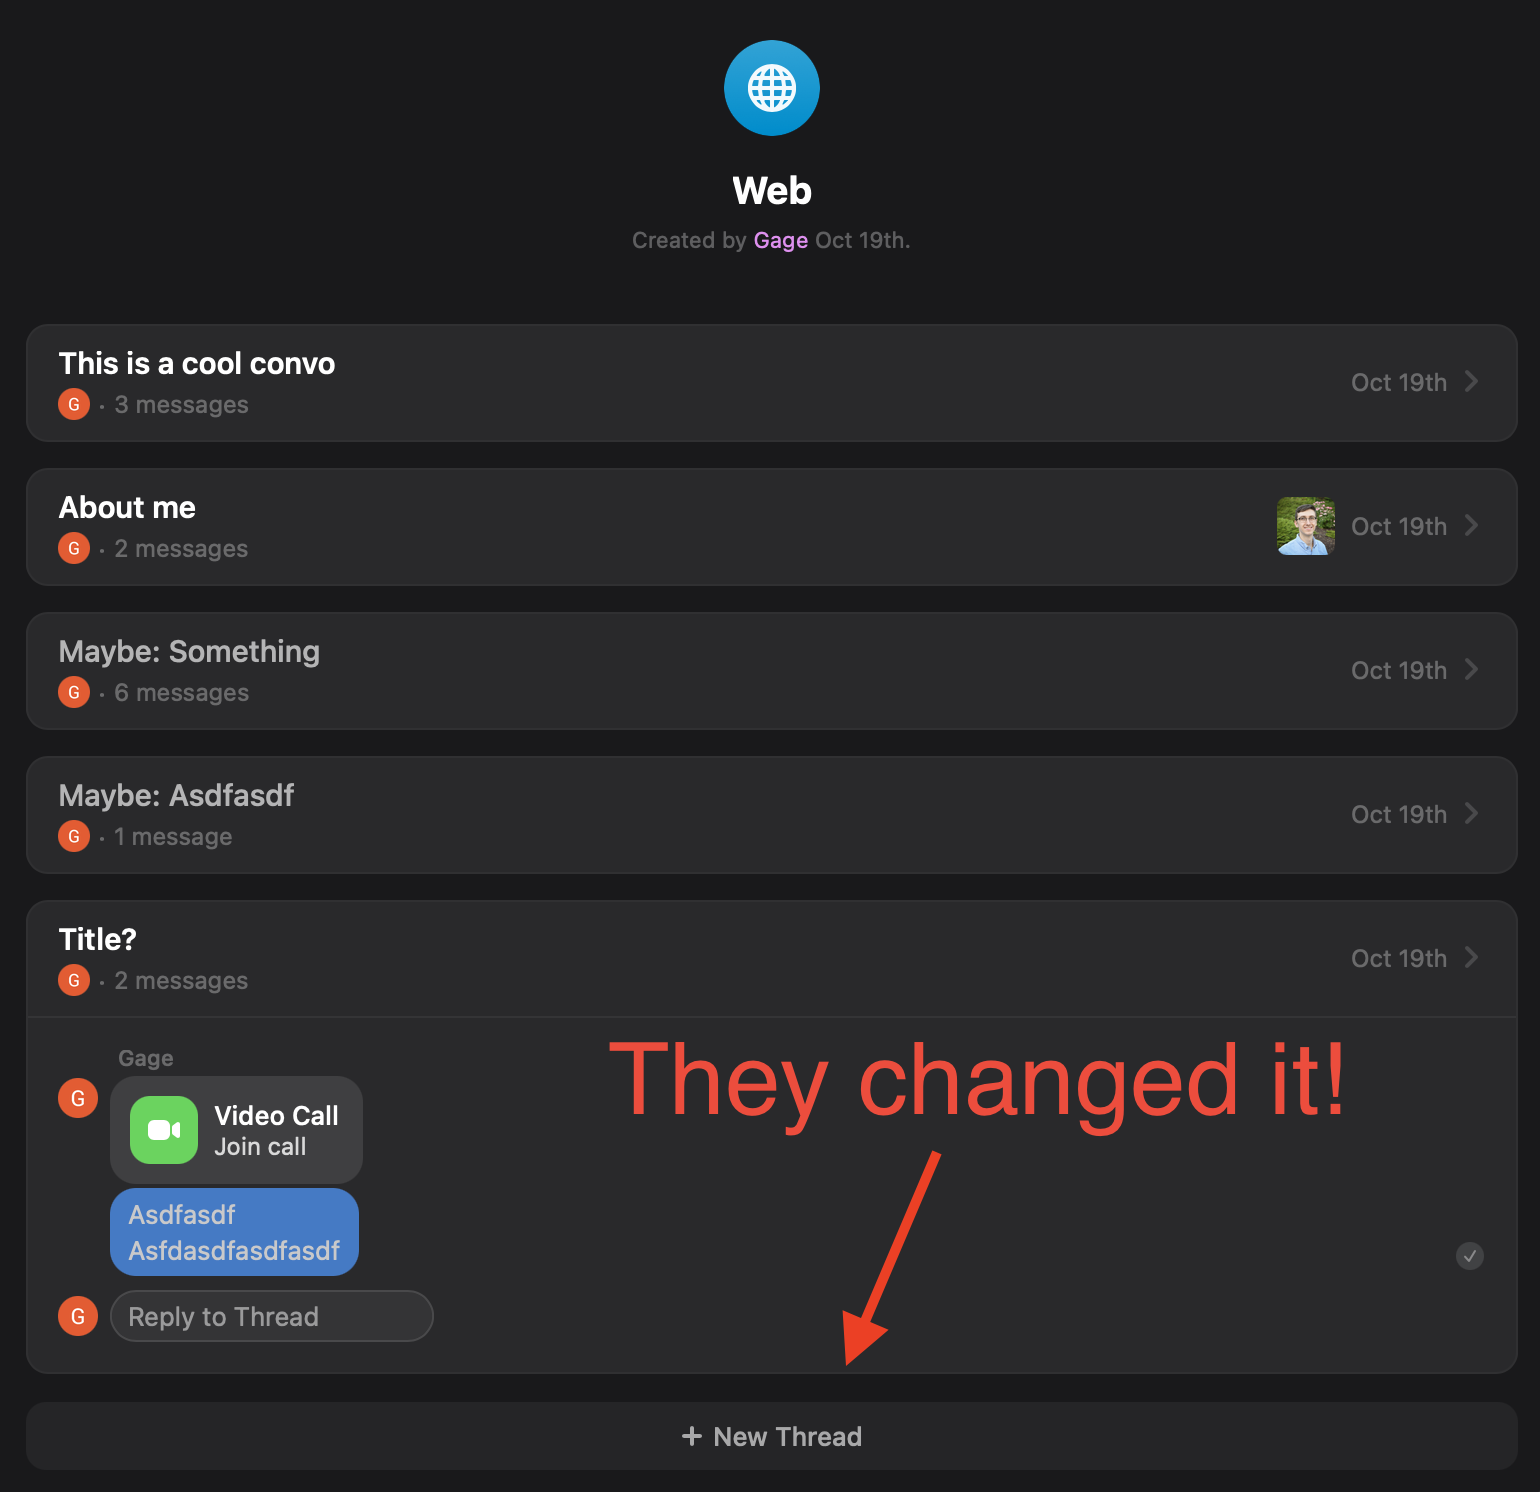 Web
Created by Gage Oct 19th.
This is a cool convo
G · 3 messages
Oct 19th
About me
G · 2 messages
Oct 19th
Maybe: Something
G · 6 messages
Oct 19th
Maybe: Asdfasdf
G · 1 message
Oct 19th
Title?
G · 2 messages
Oct 19th
Gage
G
Video Call
Join call
They changed it!
Asdfasdf
Asfdasdfasdfasdf
G
Reply to Thread
+ New Thread